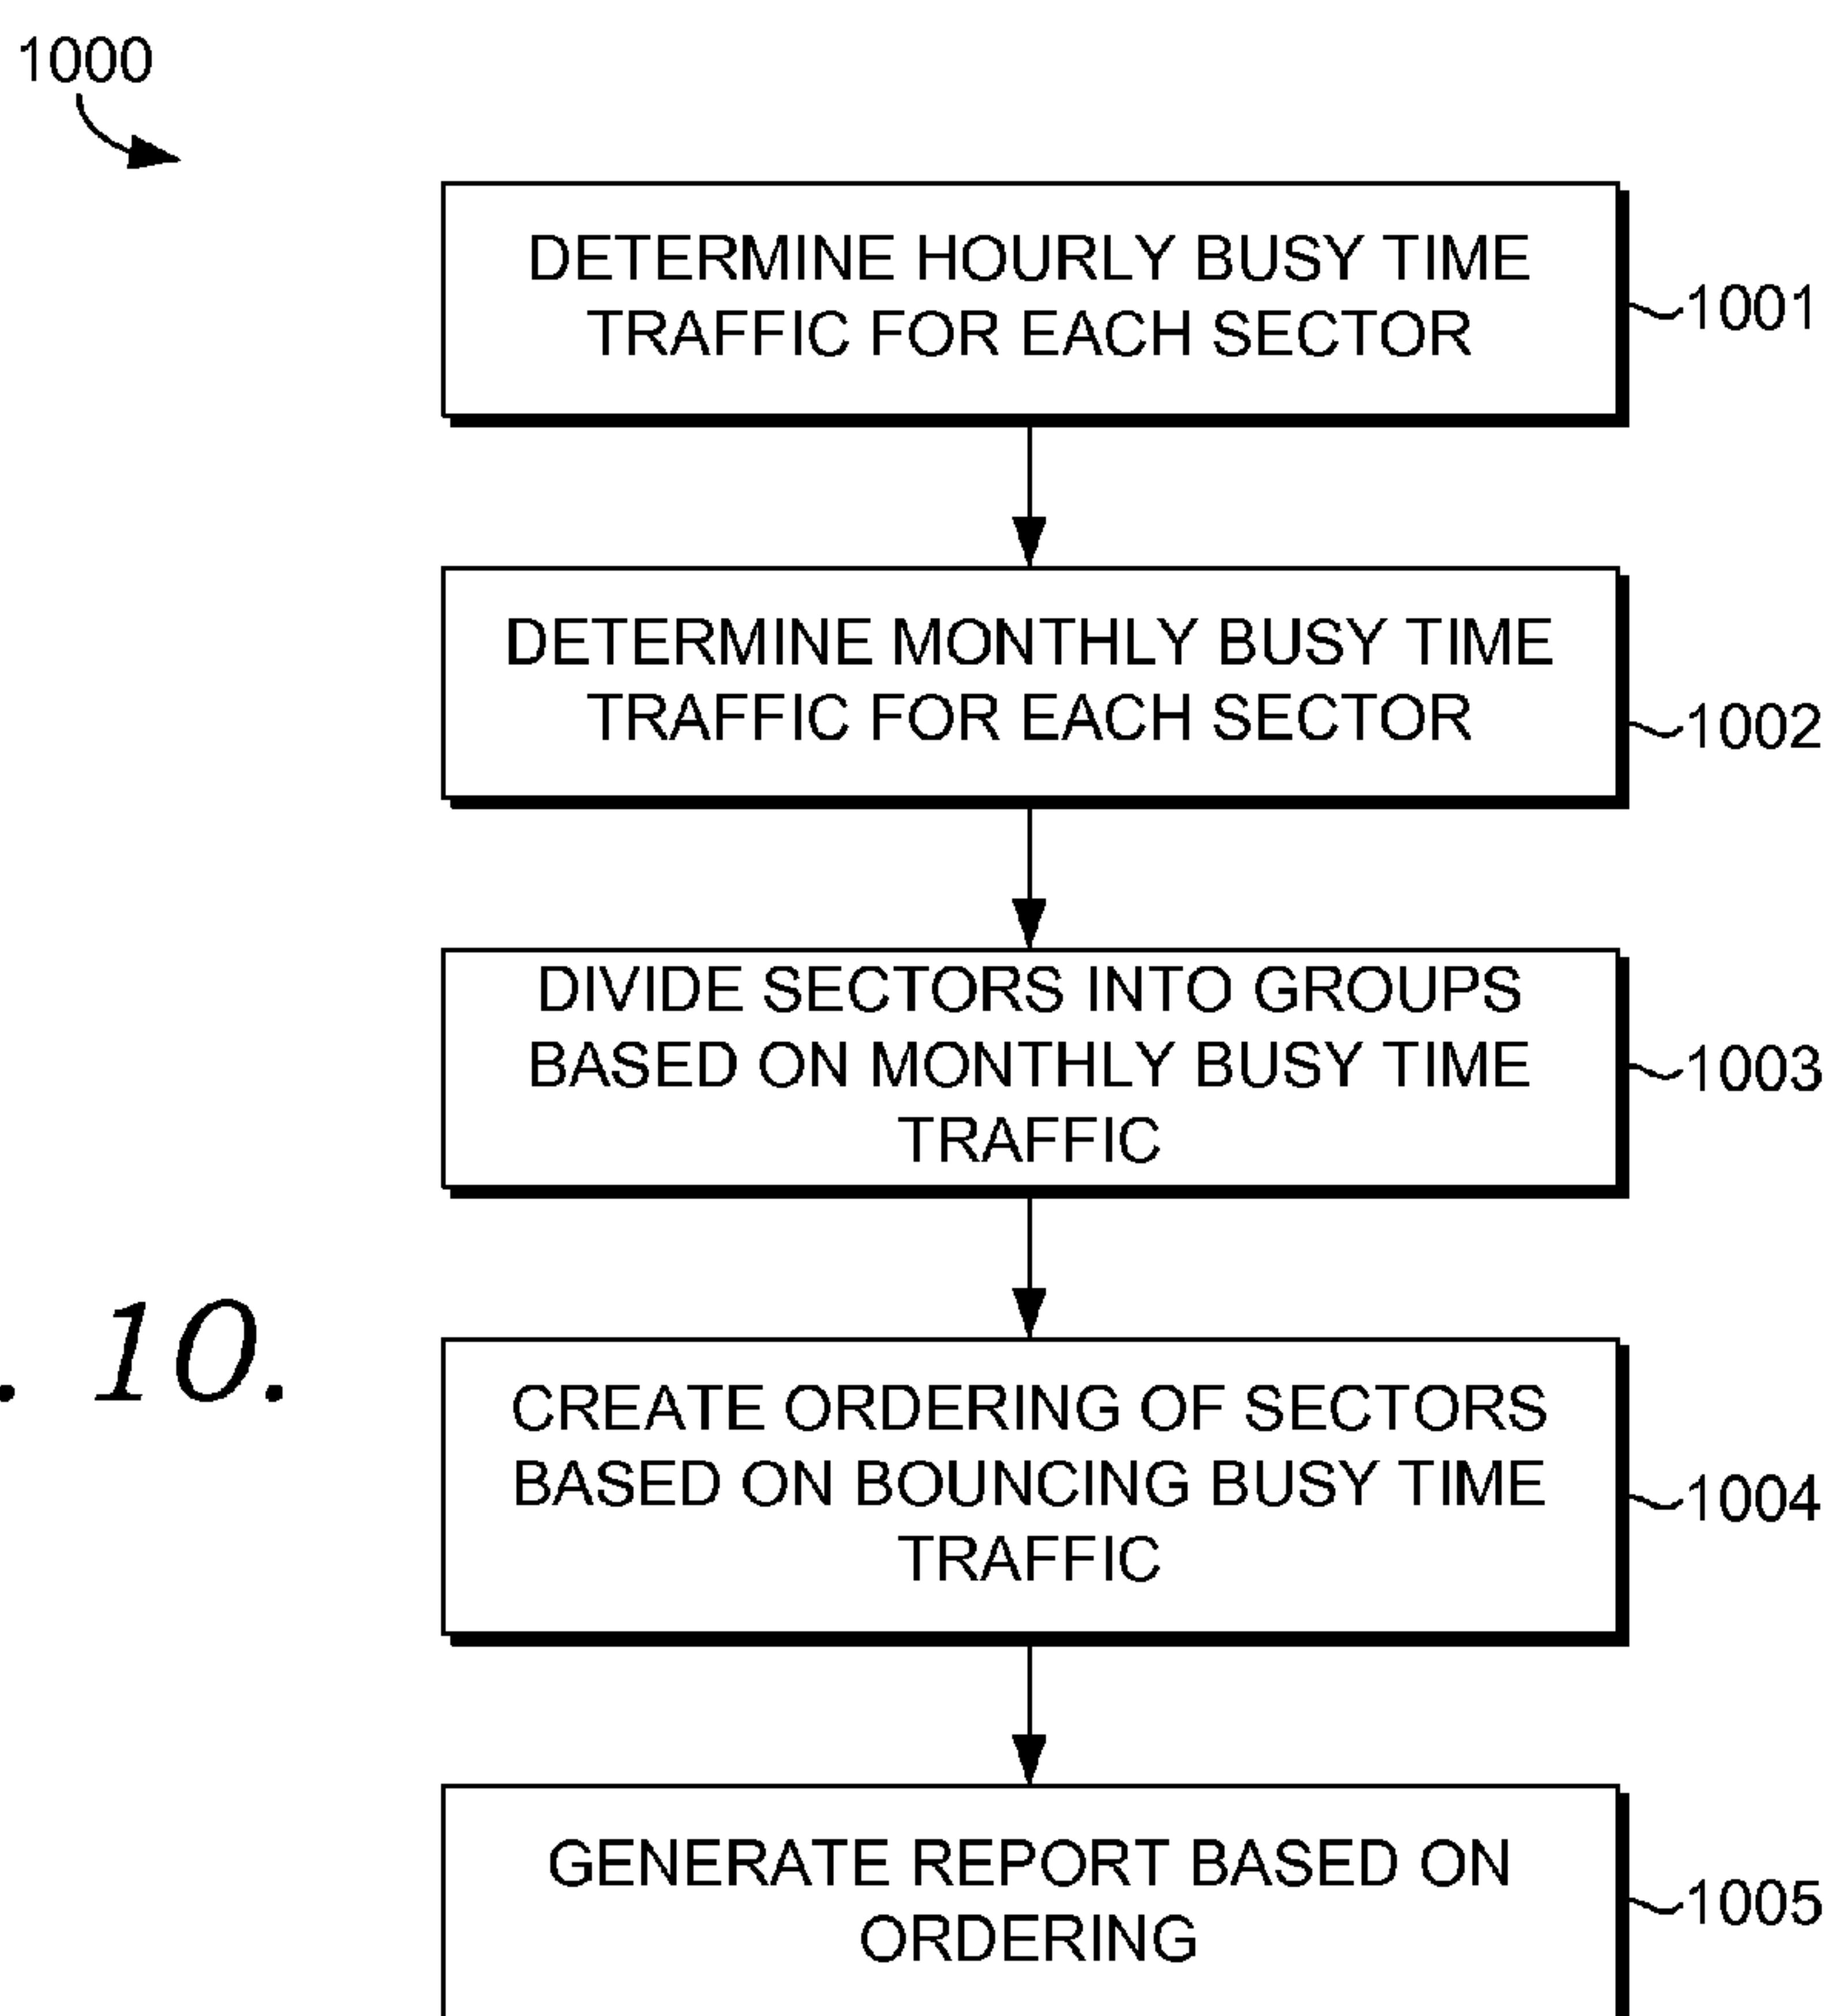 1000
DETERMINE HOURLY BUSY TIME
TRAFFIC FOR EACH SECTOR
1001
DETERMINE MONTHLY BUSY TIME
TRAFFIC FOR EACH SECTOR
1002
DIVIDE SECTORS INTO GROUPS
BASED ON MONTHLY BUSY TIME
TRAFFIC
1003
. 10.
CREATE ORDERING OF SECTORS
BASED ON BOUNCING BUSY TIME
TRAFFIC
1004
GENERATE REPORT BASED ON
ORDERING
1005